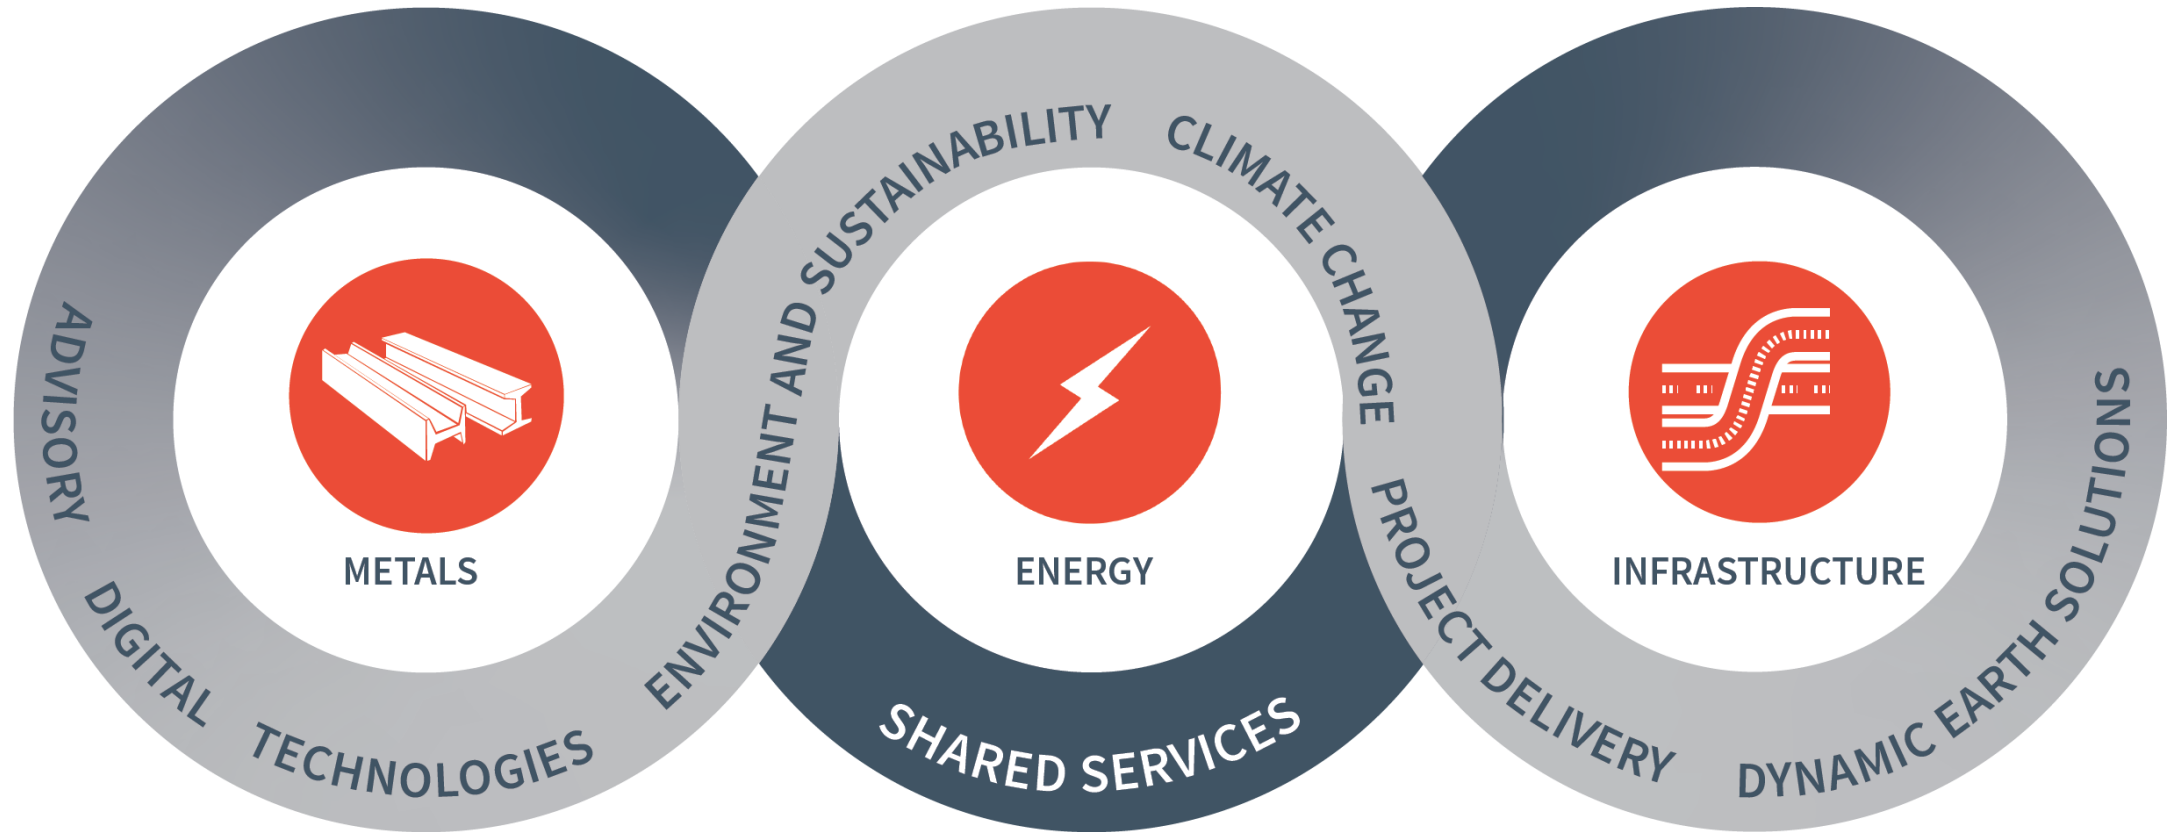 ADVISORY
DIGITAL
TECHNOLOGIES
ENVIRONMENT AND SUSTAINABILITY
CLIMATE CHANGE
PROJECT DELIVERY
DYNAMIC EARTH SOLUTIONS
METALS
ENERGY
INFRASTRUCTURE
SHARED SERVICES